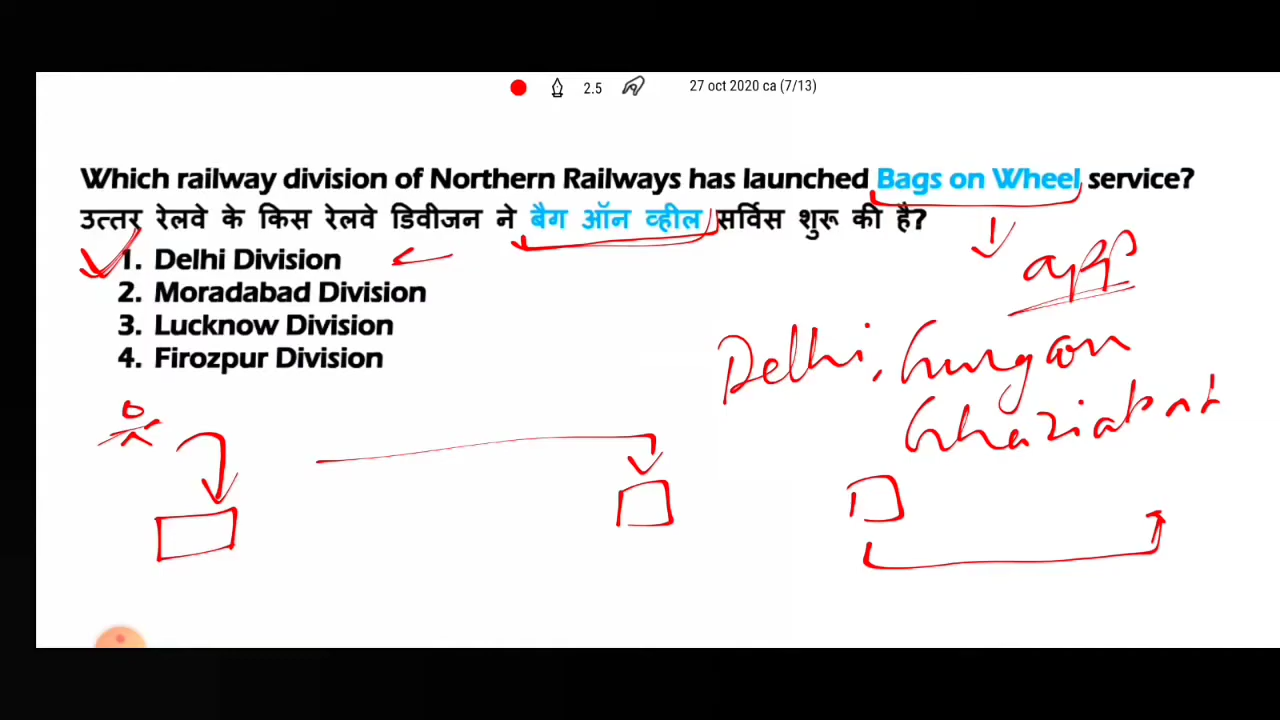 2.5 27 oct 2020 ca (7/13)
Which railway division of Northern Railways has launched Bags on Wheel service?
उत्तर रेलवे के किस रेलवे डिवीजन ने बैग ऑन व्हील सर्विस शुरू की है?
1. Delhi Division
2. Moradabad Division
3. Lucknow Division
4. Firozpur Division
app
Delhi, Gurgaon
Ghaziabad